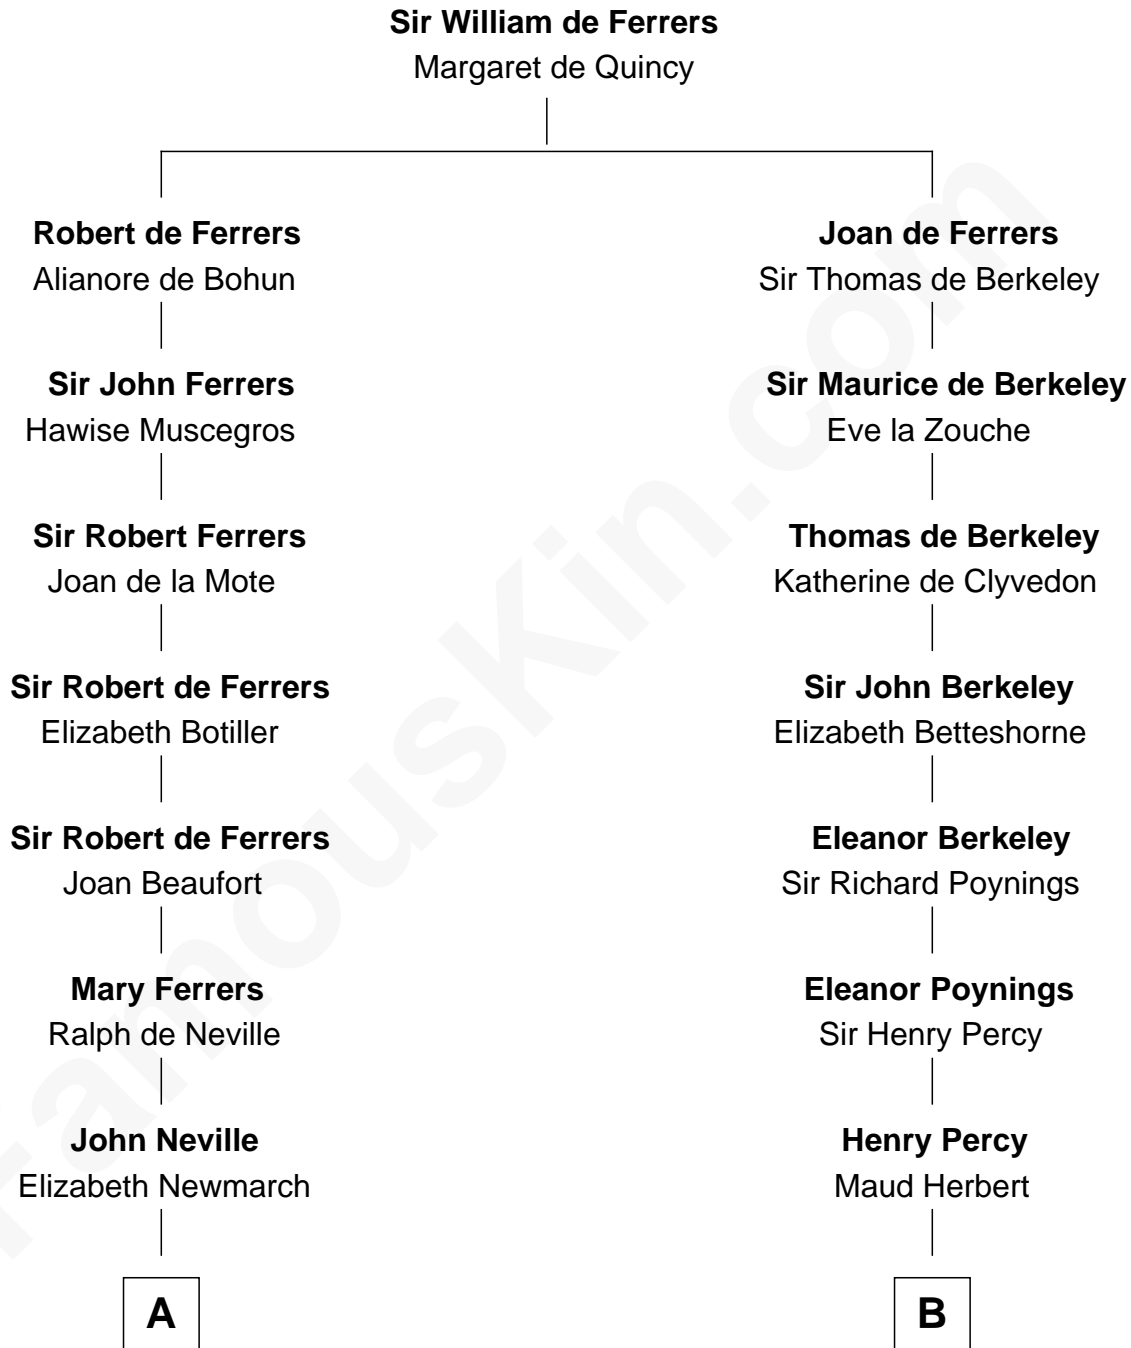 Sir William de Ferrers
Margaret de Quincy
Robert de Ferrers
Alianore de Bohun
Joan de Ferrers
Sir Thomas de Berkeley
Sir John Ferrers
Hawise Muscegros
Sir Maurice de Berkeley
Eve la Zouche
Sir Robert Ferrers
Joan de la Mote
Thomas de Berkeley
Katherine de Clyvedon
Sir Robert de Ferrers
Elizabeth Botiller
Sir John Berkeley
Elizabeth Betteshorne
Sir Robert de Ferrers
Joan Beaufort
Eleanor Berkeley
Sir Richard Poynings
Mary Ferrers
Ralph de Neville
Eleanor Poynings
Sir Henry Percy
John Neville
Elizabeth Newmarch
Henry Percy
Maud Herbert
A
B
FamousKin.com